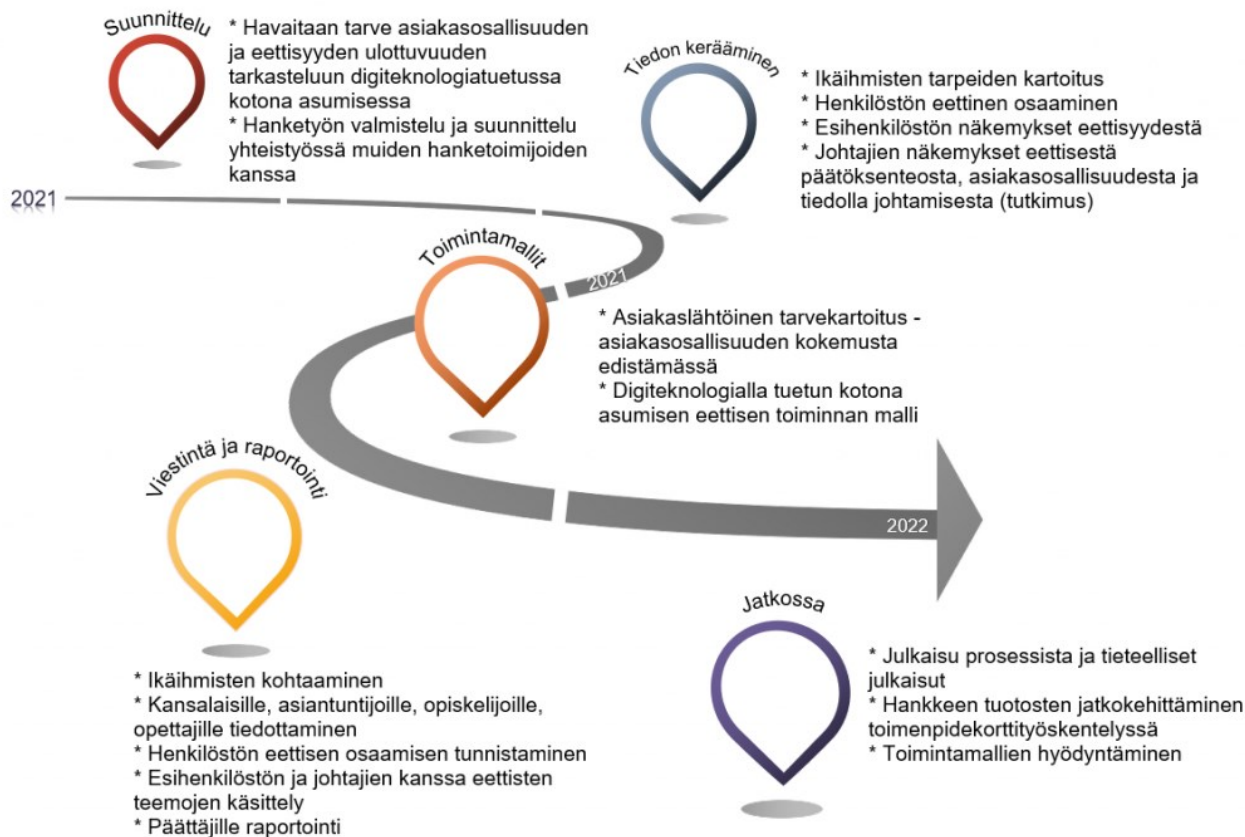 Suunnittelu
* Havaitaan tarve asiakasosallisuuden
ja eettisyyden ulottuvuuden
tarkasteluun digiteknologiatuetussa
kotona asumisessa
* Hanketyön valmistelu ja suunnittelu
yhteistyössä muiden hanketoimijoiden
kanssa
Tiedon kerääminen
* Ikäihmisten tarpeiden kartoitus
* Henkilöstön eettinen osaaminen
* Esihenkilöstön näkemykset eettisyydestä
* Johtajien näkemykset eettisestä
päätöksenteosta, asiakasosallisuudesta ja
tiedolla johtamisesta (tutkimus)
2021
2021
Toimintamallit
* Asiakaslähtöinen tarvekartoitus -
asiakasosallisuuden kokemusta
edistämässä
* Digiteknologialla tuetun kotona
asumisen eettisen toiminnan malli
2022
Viestintä ja raportointi
* Ikäihmisten kohtaaminen
* Kansalaisille, asiantuntijoille, opiskelijoille,
opettajille tiedottaminen
* Henkilöstön eettisen osaamisen tunnistaminen
* Esihenkilöstön ja johtajien kanssa eettisten
teemojen käsittely
* Päättäjille raportointi
Jatkossa
* Julkaisu prosessista ja tieteelliset
julkaisut
* Hankkeen tuotosten jatkokehittäminen
toimenpidekorttityöskentelyssä
* Toimintamallien hyödyntäminen